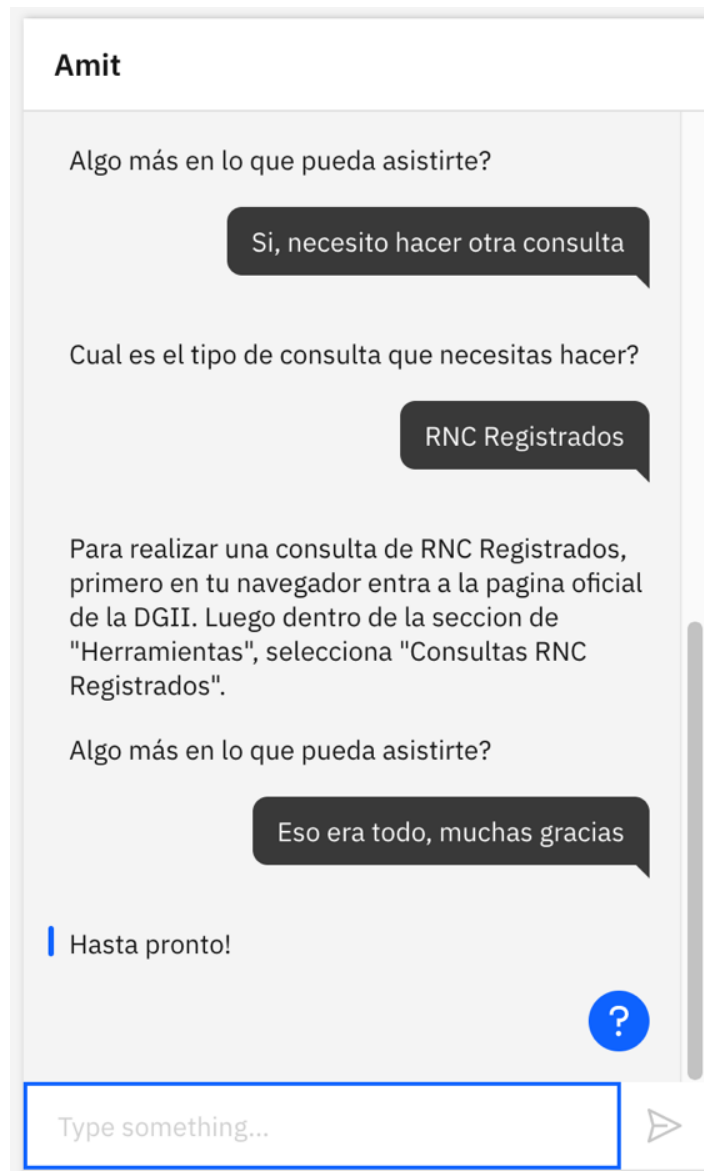 Amit
Algo más en lo que pueda asistirte?
Si, necesito hacer otra consulta
Cual es el tipo de consulta que necesitas hacer?
RNC Registrados
Para realizar una consulta de RNC Registrados,
primero en tu navegador entra a la pagina oficial
de la DGII. Luego dentro de la seccion de
"Herramientas", selecciona "Consultas RNC
Registrados".
Algo más en lo que pueda asistirte?
Eso era todo, muchas gracias
Hasta pronto!
?
Type something...